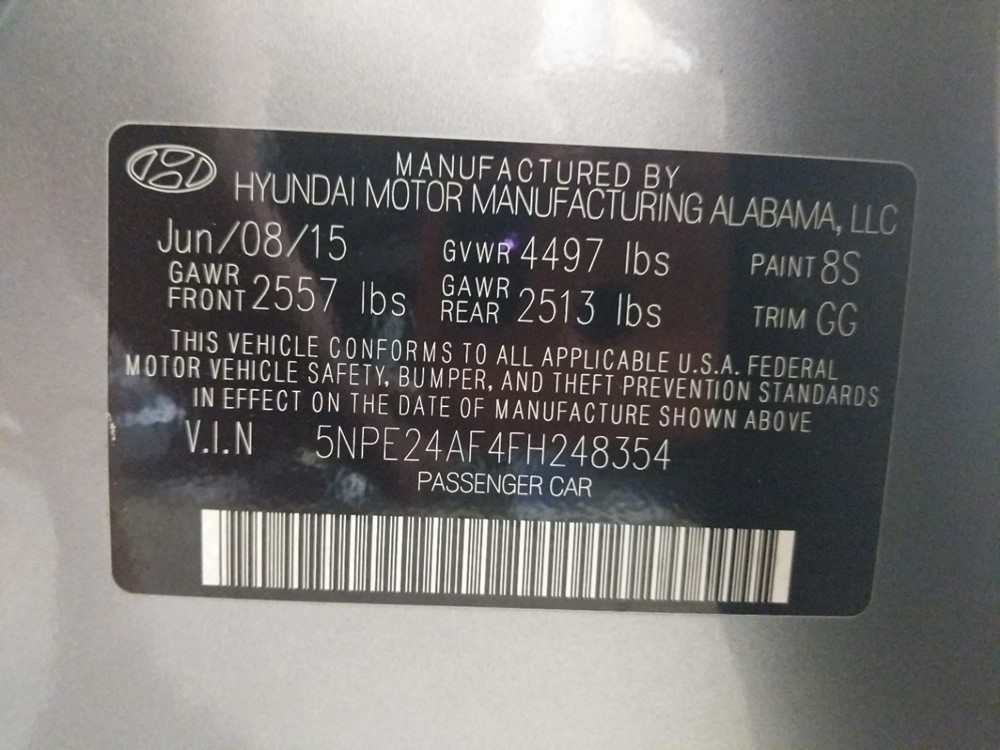 MANUFACTURED BY
HYUNDAI MOTOR MANUFACTURING ALABAMA, LLC
Jun/08/15 GVWR 4497 lbs PAINT 8S
GAWR FRONT 2557 lbs GAWR REAR 2513 lbs TRIM GG
THIS VEHICLE CONFORMS TO ALL APPLICABLE U.S.A. FEDERAL
MOTOR VEHICLE SAFETY, BUMPER, AND THEFT PREVENTION STANDARDS
IN EFFECT ON THE DATE OF MANUFACTURE SHOWN ABOVE
V.I.N 5NPE24AF4FH248354
PASSENGER CAR